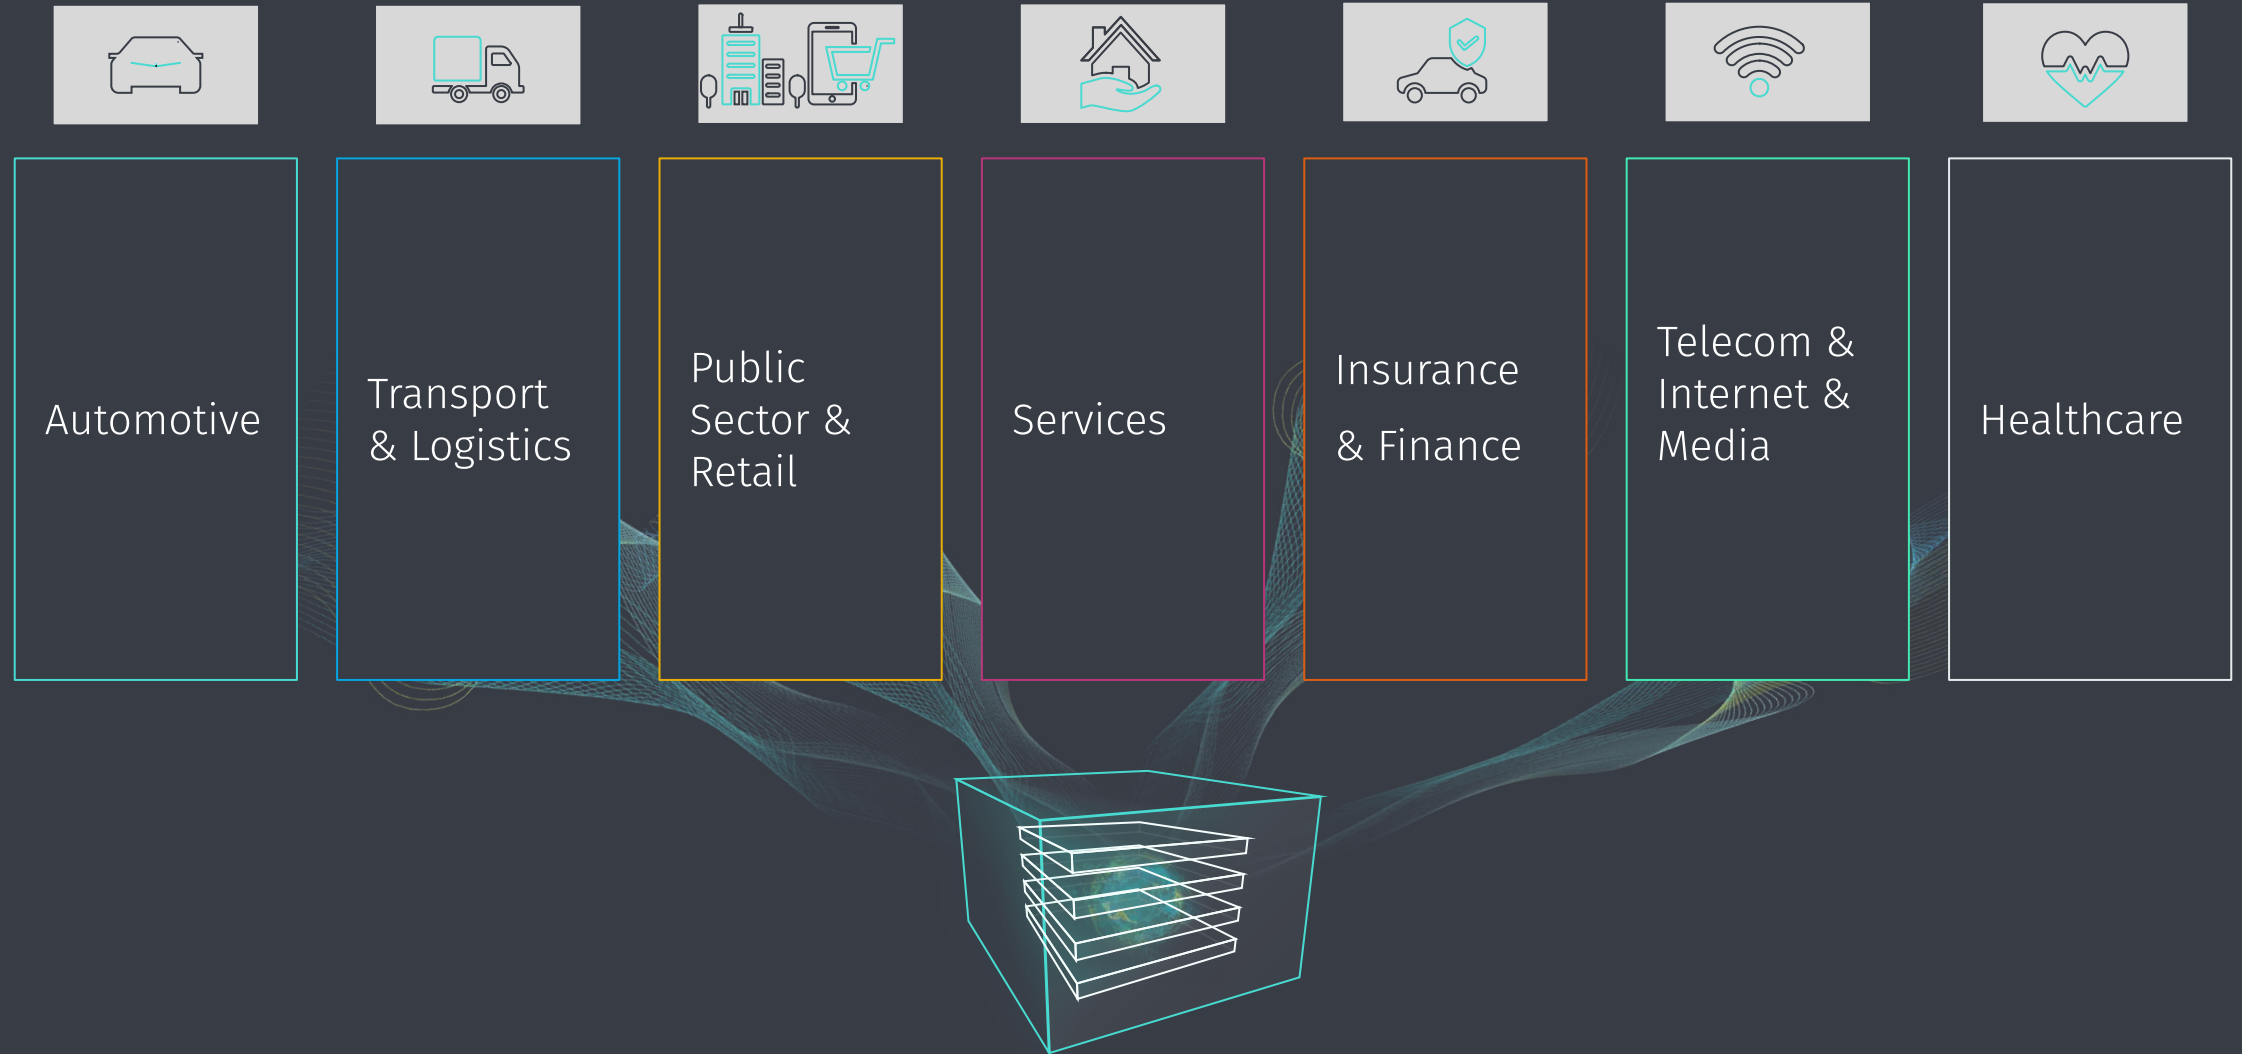 Automotive
Transport
& Logistics
Public
Sector &
Retail
Services
Insurance
& Finance
Telecom &
Internet &
Media
Healthcare